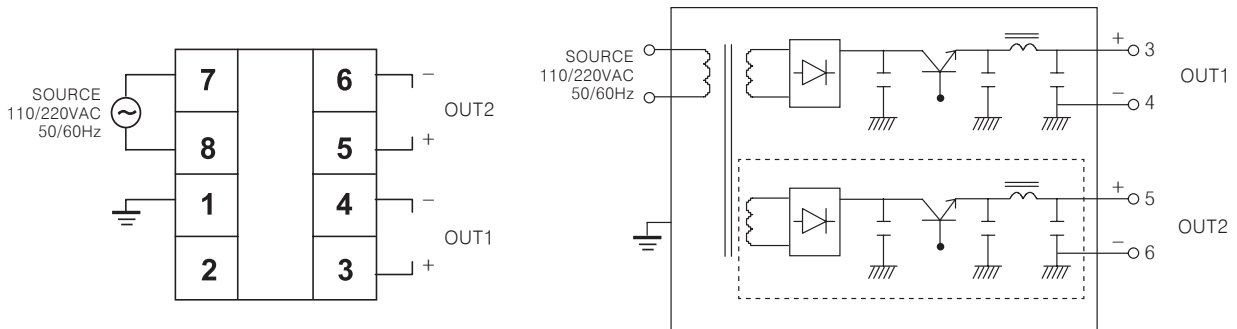 SOURCE
110/220VAC
50/60Hz
7
8
1
2
6
5
4
3
−
OUT2
+
−
OUT1
+
SOURCE
110/220VAC
50/60Hz
+
3
OUT1
−
4
+
5
OUT2
−
6